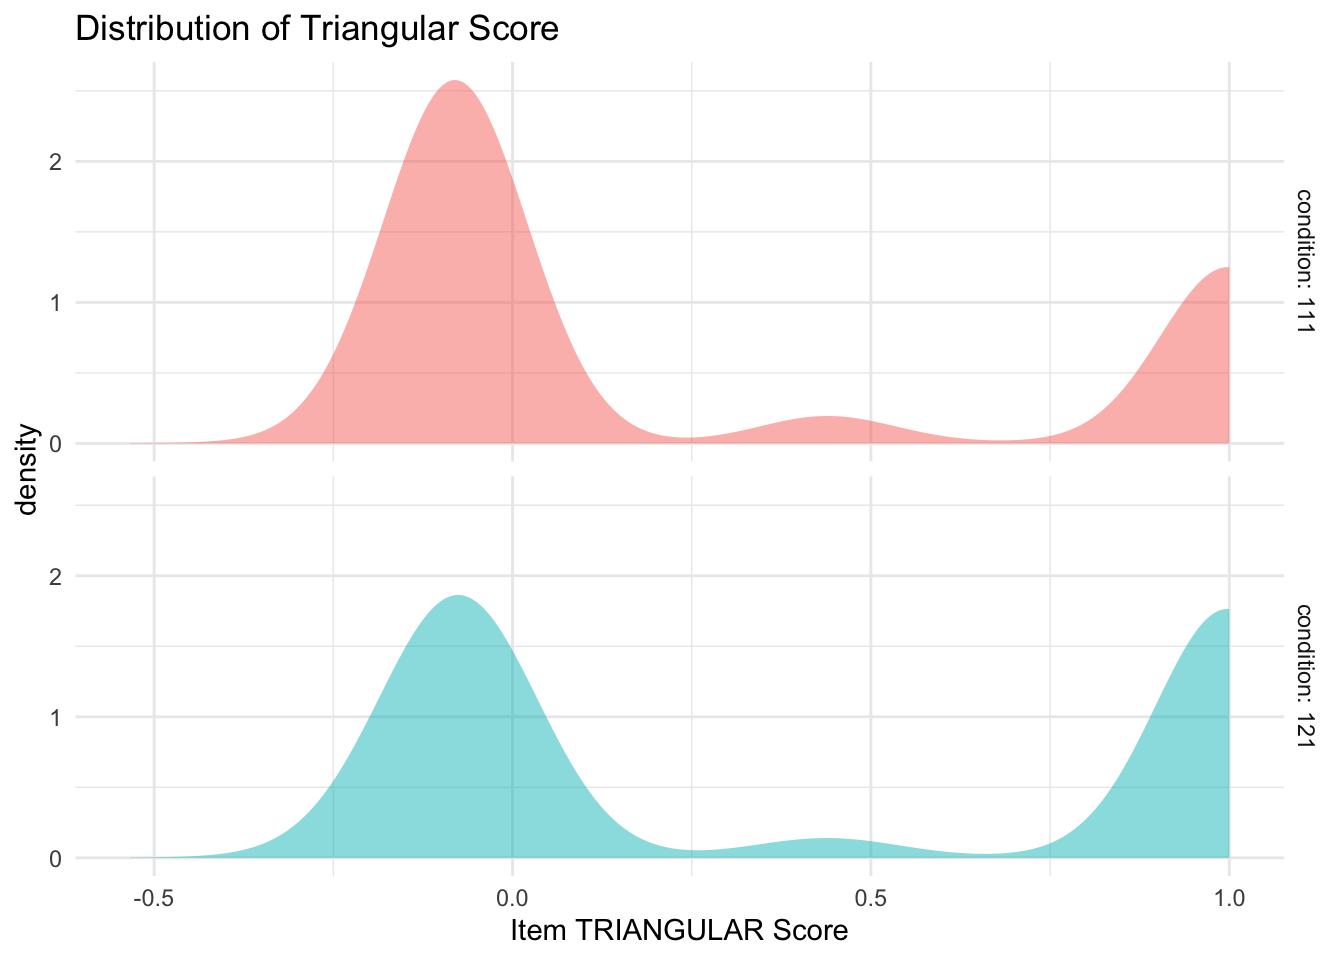 Distribution of Triangular Score
2
1
0
condition: 111
density
2
1
0
condition: 121
-0.5
0.0
0.5
1.0
Item TRIANGULAR Score